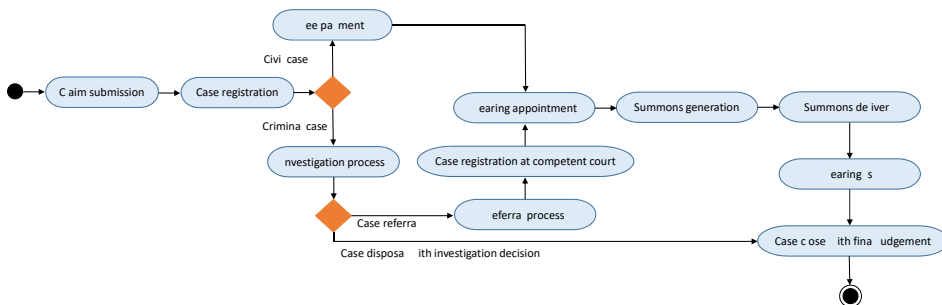 ee pa ment
Civi case
C aim submission
Case registration
Crimina case
earing appointment
Summons generation
Summons de iver
nvestigation process
Case registration at competent court
earing s
Case referra
eferra process
Case disposa ith investigation decision
Case c ose ith fina udgement